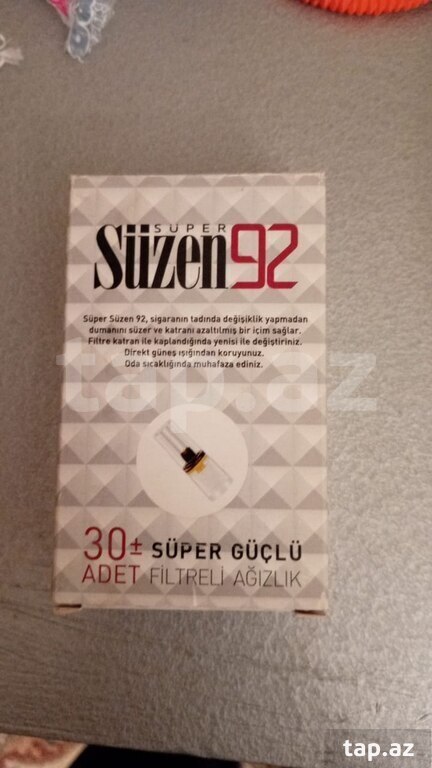 SÜPER
Süzen92
Süper Süzen 92, sigaranın tadında değişiklik yapmadan
dumanını süzer ve katranı azaltılmış bir içim sağlar.
Filtre katran ile kaplandığında yenisi ile değiştiriniz.
Direkt güneş ışığından koruyunuz.
Oda sıcaklığında muhafaza ediniz.
tap.az
30± SÜPER GÜÇLÜ
ADET FİLTRELİ AĞIZLIK
tap.az